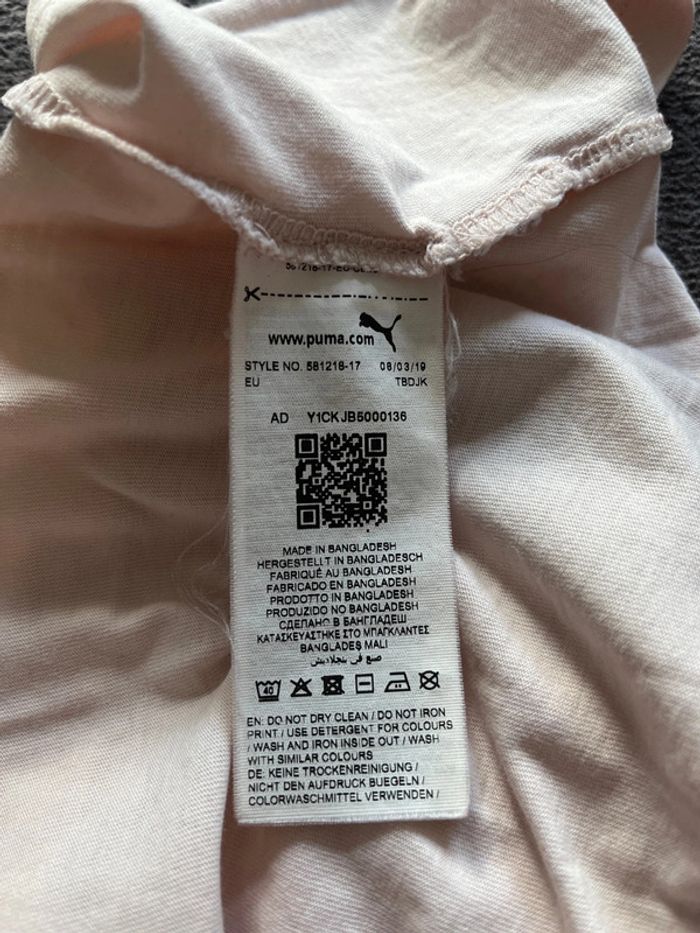 www.puma.com
STYLE NO. 581218-17 08/03/19
EU TBDJK
AD Y1CKJB5000136
MADE IN BANGLADESH
HERGESTELLT IN BANGLADESCH
FABRIQUÉ AU BANGLADESH
FABRICADO EN BANGLADESH
PRODOTTO IN BANGLADESH
PRODUZIDO NO BANGLADESH
СДЕЛАНО В БАНГЛАДЕШ
ΚΑΤΑΣΚΕΥΑΣΤΗΚΕ ΣΤΟ ΜΠΑΓΚΛΑΝΤΕΣ
BANGLADEŞ MALI
صنع في بنجلاديش
40
EN: DO NOT DRY CLEAN / DO NOT IRON
PRINT / USE DETERGENT FOR COLOURS
/ WASH AND IRON INSIDE OUT / WASH
WITH SIMILAR COLOURS
DE: KEINE TROCKENREINIGUNG /
NICHT DEN AUFDRUCK BUEGELN /
COLORWASCHMITTEL VERWENDEN /